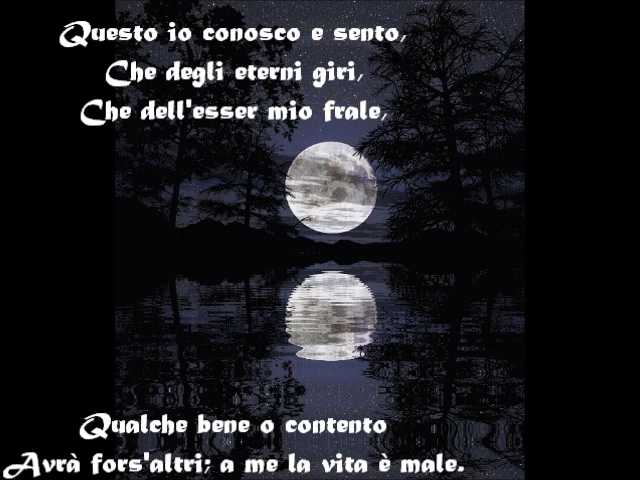 Questo io conosco e sento,
Che degli eterni giri,
Che dell'esser mio frale,
Qualche bene o contento
Avrà fors'altri; a me la vita è male.